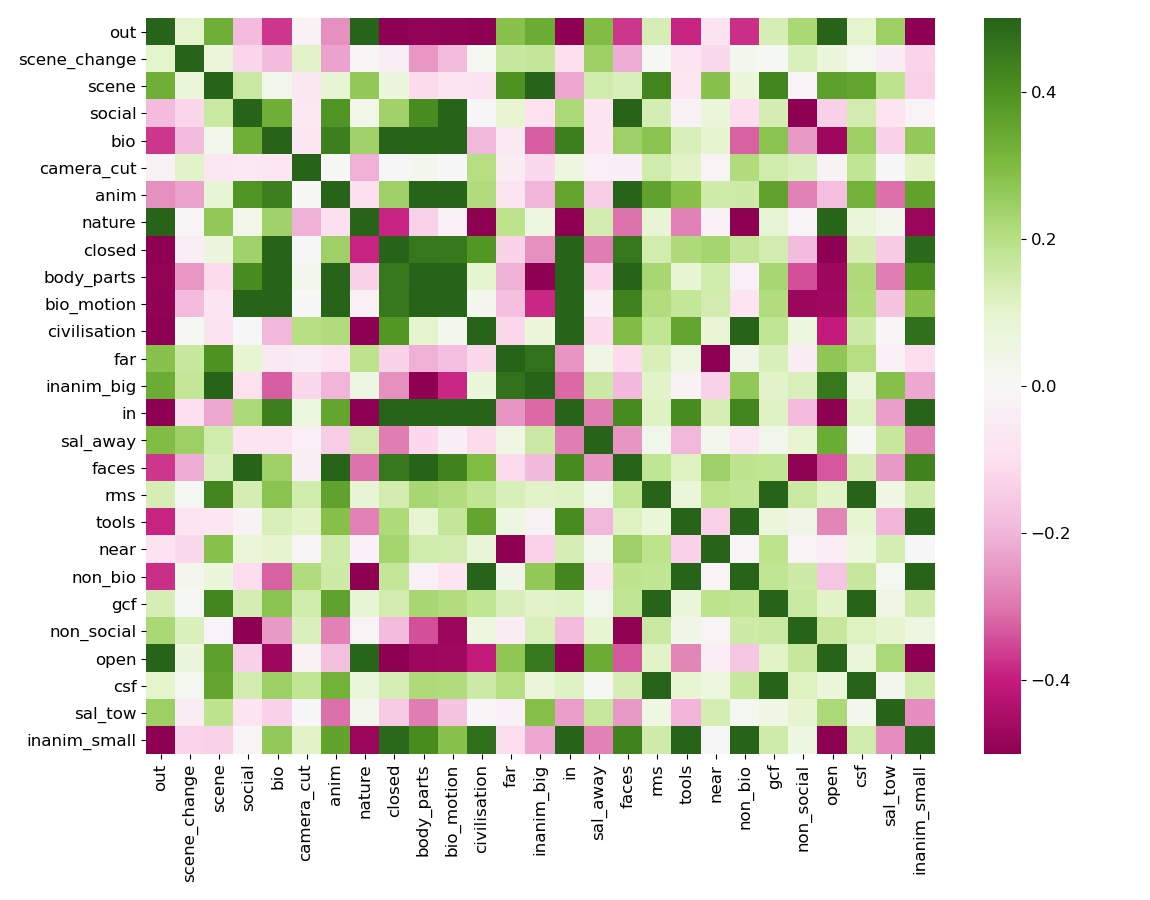 out
scene_change
scene
social
bio
camera_cut
anim
nature
closed
body_parts
bio_motion
civilisation
far
inanim_big
in
sal_away
faces
rms
tools
near
non_bio
gcf
non_social
open
csf
sal_tow
inanim_small
out
scene_change
scene
social
bio
camera_cut
anim
nature
closed
body_parts
bio_motion
civilisation
far
inanim_big
in
sal_away
faces
rms
tools
near
non_bio
gcf
non_social
open
csf
sal_tow
inanim_small
0.4
0.2
0.0
−0.2
−0.4